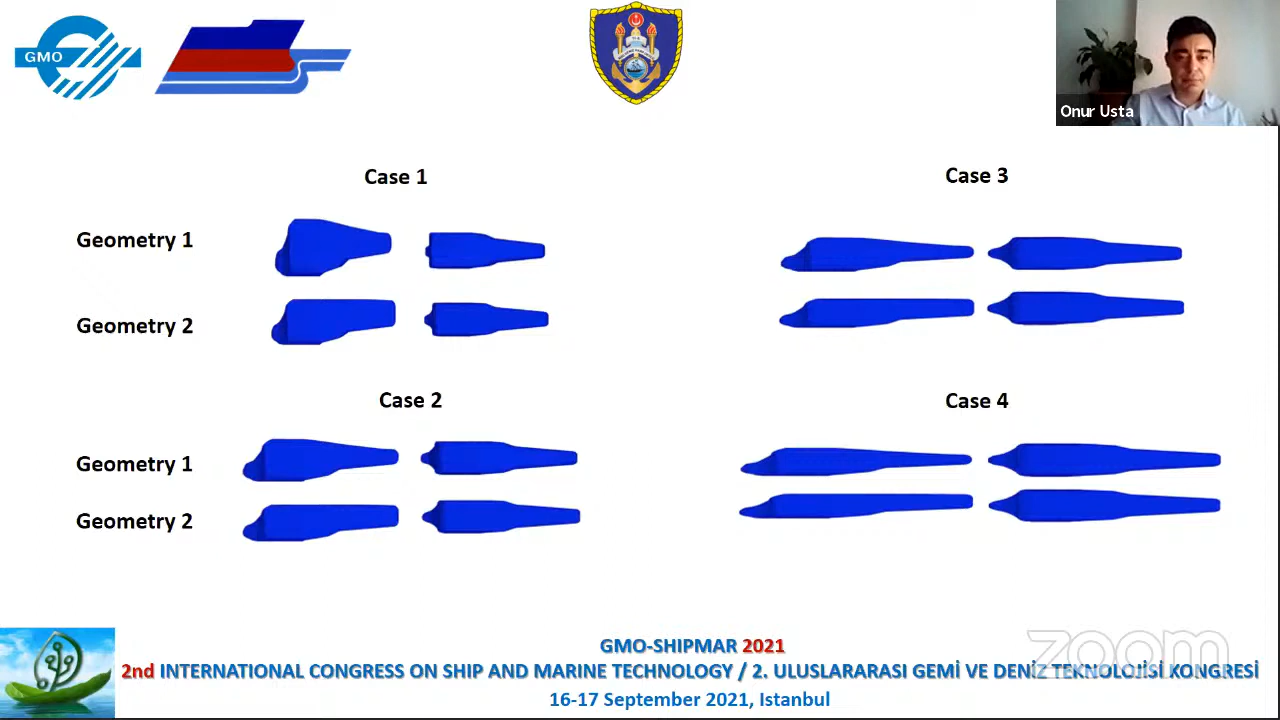 GMO
Onur Usta
Case 1
Case 3
Geometry 1
Geometry 2
Case 2
Case 4
Geometry 1
Geometry 2
GMO-SHIPMAR 2021
zoom
2nd INTERNATIONAL CONGRESS ON SHIP AND MARINE TECHNOLOGY / 2. ULUSLARARASI GEMİ VE DENİZ TEKNOLOJİSİ KONGRESİ
16-17 September 2021, Istanbul